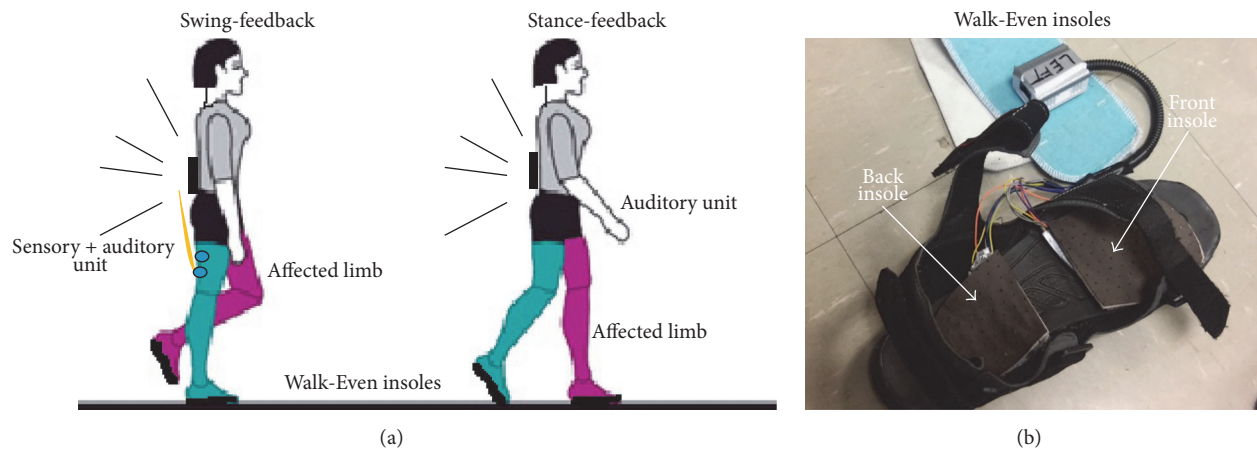 Swing-feedback
Stance-feedback
Sensory + auditory
unit
Affected limb
Auditory unit
Affected limb
Walk-Even insoles
(a)
Walk-Even insoles
LEFT
Front
insole
Back
insole
(b)